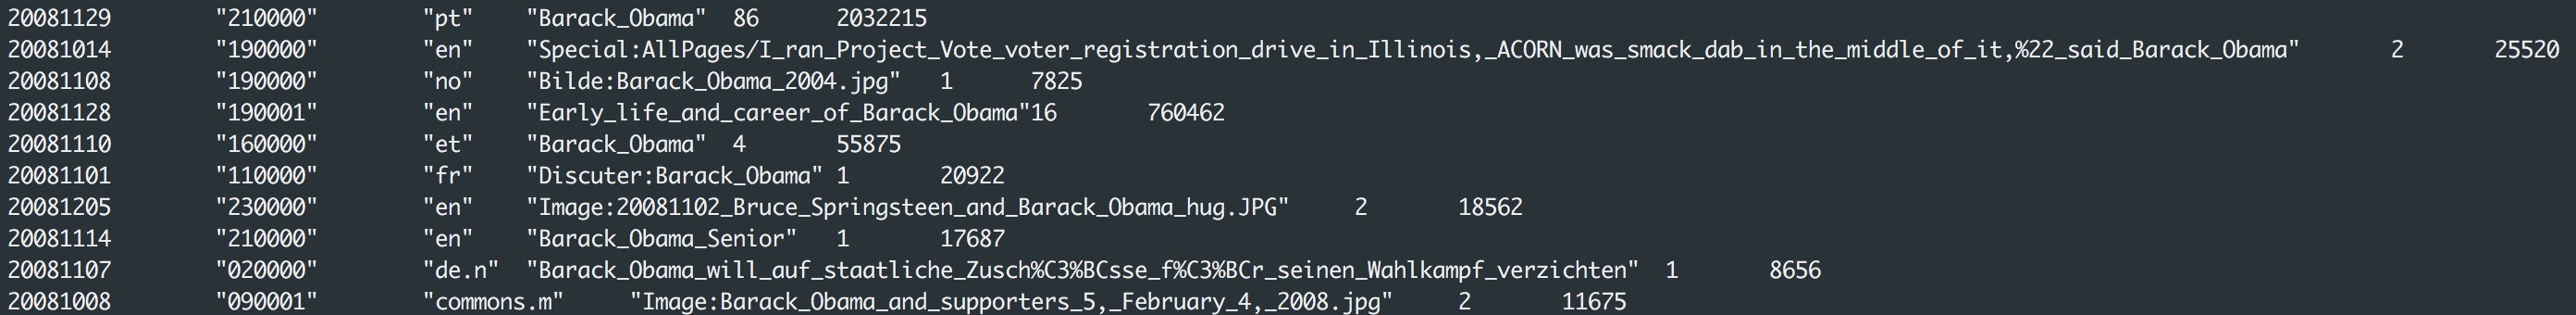 20081129 "210000" "pt" "Barack_Obama" 86 2032215
20081014 "190000" "en" "Special:AllPages/I_ran_Project_Vote_voter_registration_drive_in_Illinois,_ACORN_was_smack_dab_in_the_middle_of_it,%22_said_Barack_Obama" 2 25520
20081108 "190000" "no" "Bilde:Barack_Obama_2004.jpg" 1 7825
20081128 "190001" "en" "Early_life_and_career_of_Barack_Obama"16 760462
20081110 "160000" "et" "Barack_Obama" 4 55875
20081101 "110000" "fr" "Discuter:Barack_Obama" 1 20922
20081205 "230000" "en" "Image:20081102_Bruce_Springsteen_and_Barack_Obama_hug.JPG" 2 18562
20081114 "210000" "en" "Barack_Obama_Senior" 1 17687
20081107 "020000" "de.n" "Barack_Obama_will_auf_staatliche_Zusch%C3%BCsse_f%C3%BCr_seinen_Wahlkampf_verzichten" 1 8656
20081008 "090001" "commons.m" "Image:Barack_Obama_and_supporters_5,_February_4,_2008.jpg" 2 11675